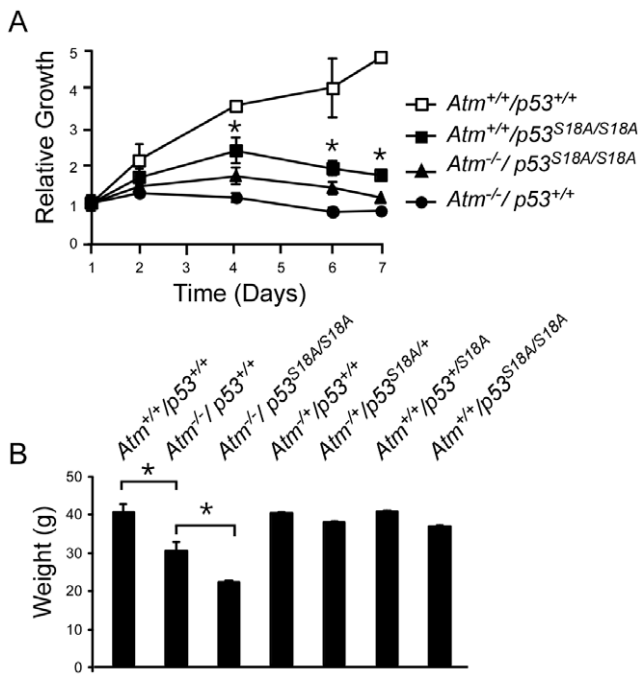 A
Relative Growth
5
4
3
2
1
0
*
*
*
1 2 3 4 5 6 7
Time (Days)
Atm+/+/p53+/+
Atm+/+/p53S18A/S18A
Atm-/-/ p53S18A/S18A
Atm-/-/ p53+/+
B
Atm+/+/p53+/+
Atm-/-/ p53+/+
Atm-/-/ p53S18A/S18A
Atm-/+/p53+/+
Atm-/+/p53S18A/+
Atm+/+/p53+/S18A
Atm+/+/p53S18A/S18A
Weight (g)
50
40
30
20
10
0
*
*